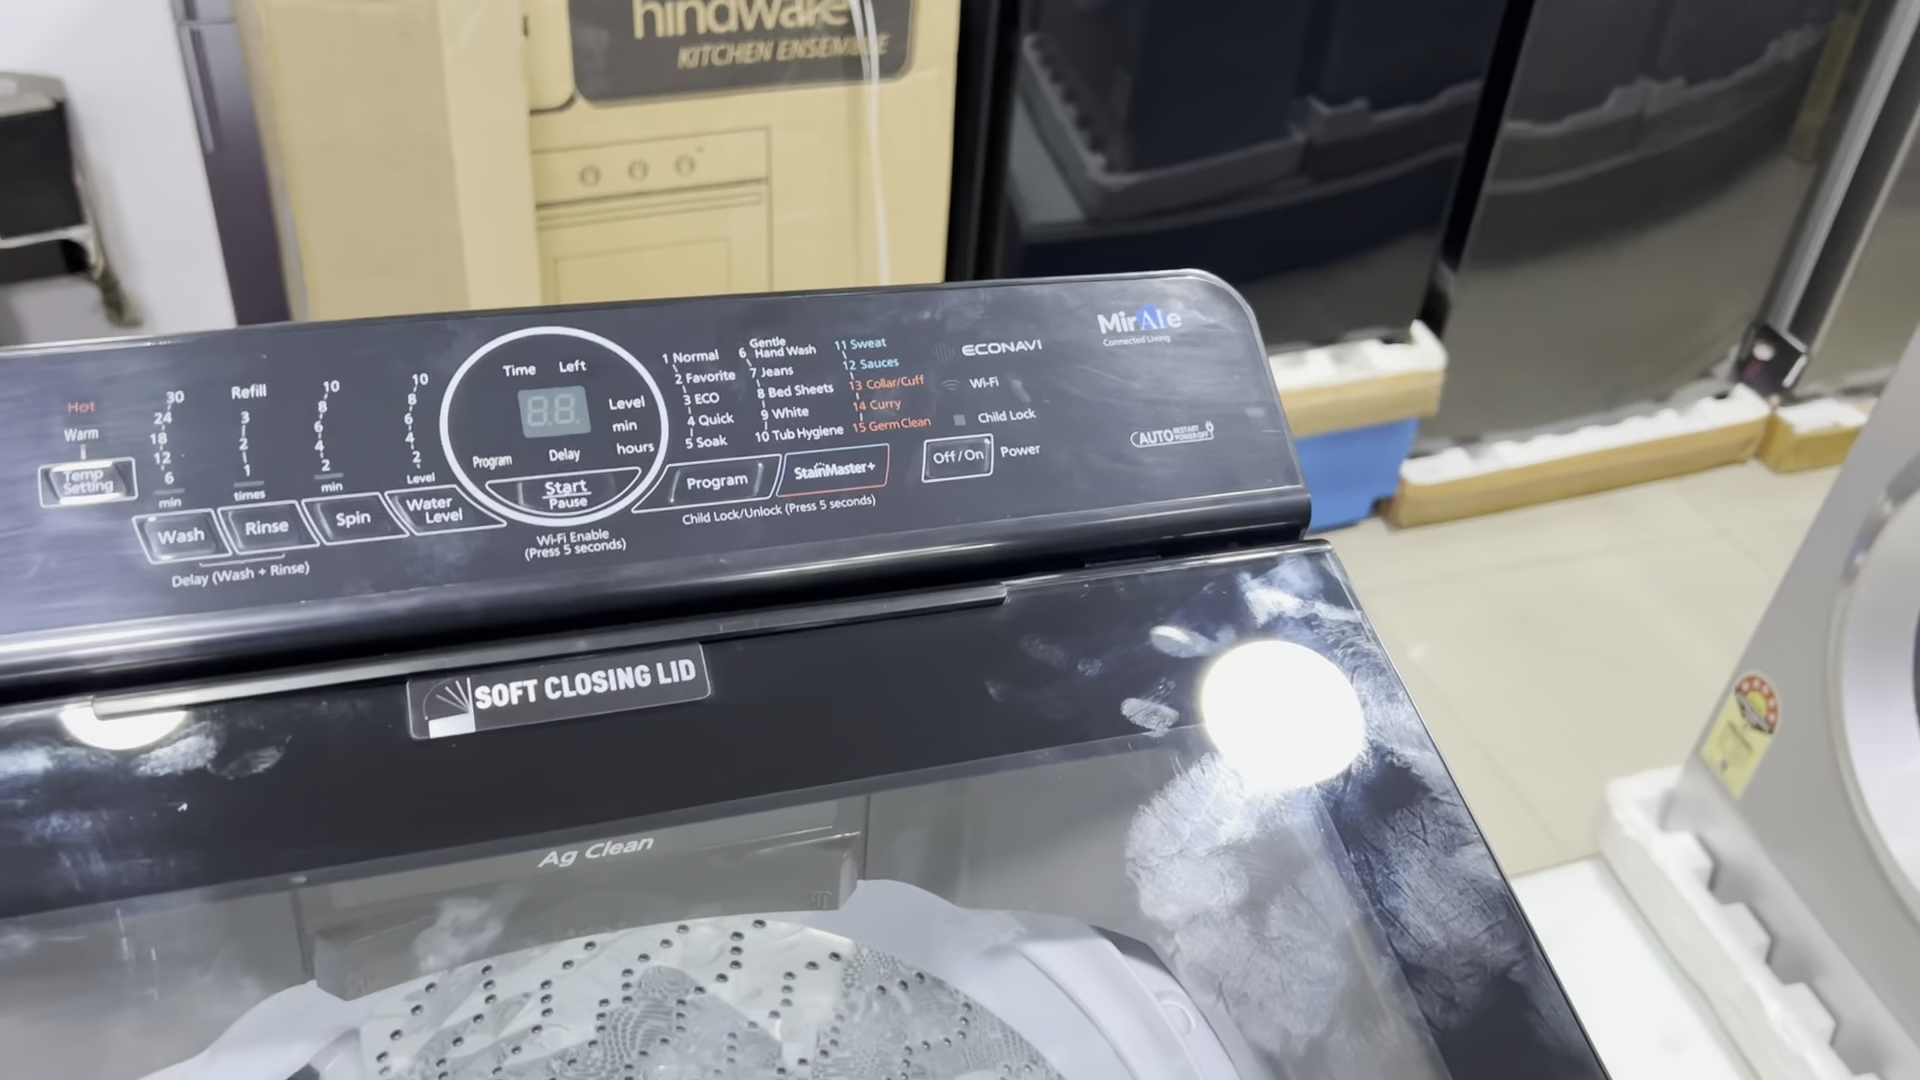 hindware
KITCHEN ENSEMBLE
MirAIe
Connected Living
ECONAVI
Wi-Fi
Child Lock
AUTO RESTART POWER OFF
Off / On
Power
1 Normal
2 Favorite
3 ECO
4 Quick
5 Soak
6 Gentle Hand Wash
7 Jeans
8 Bed Sheets
9 White
10 Tub Hygiene
11 Sweat
12 Sauces
13 Collar/Cuff
14 Curry
15 Germ Clean
Program
StainMaster+
Child Lock/Unlock (Press 5 seconds)
Time Left
88.
Level
min
hours
Program
Delay
Start
Pause
Wi-Fi Enable
(Press 5 seconds)
Hot
Warm
Temp Setting
30
24
18
12
6
min
Wash
Refill
3
2
1
times
Rinse
10
8
6
4
2
min
Spin
10
8
6
4
2
Level
Water Level
Delay (Wash + Rinse)
SOFT CLOSING LID
Ag Clean